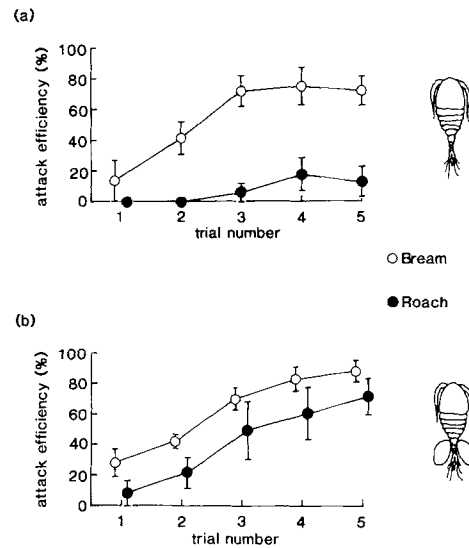 (a)
attack efficiency (%)
100
80
60
40
20
0
1 2 3 4 5
trial number
Bream
Roach
(b)
attack efficiency (%)
100
80
60
40
20
0
1 2 3 4 5
trial number